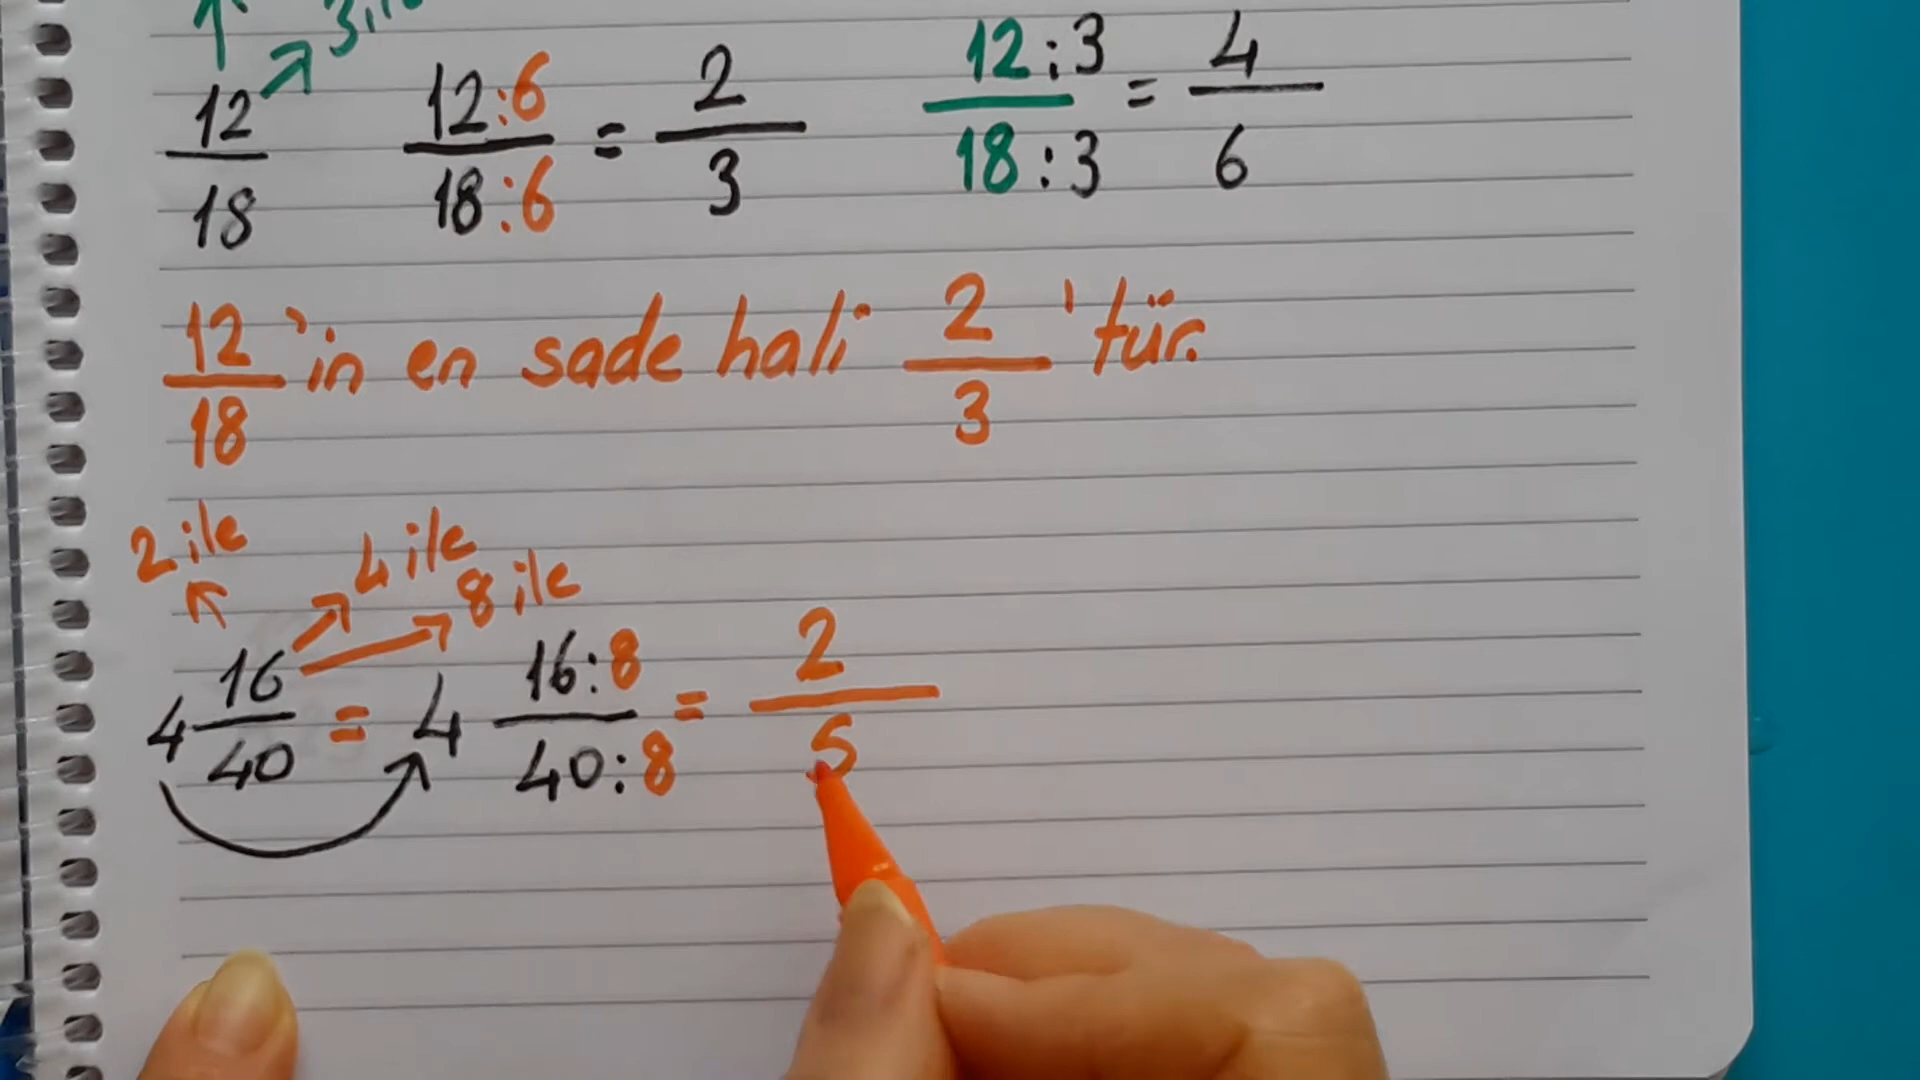 3 ile
12/18 12:6/18:6 = 2/3 12:3/18:3 = 4/6
12/18 'in en sade hali 2/3 'tür.
2 ile 4 ile 8 ile
4 16/40 = 4 16:8/40:8 = 2/5